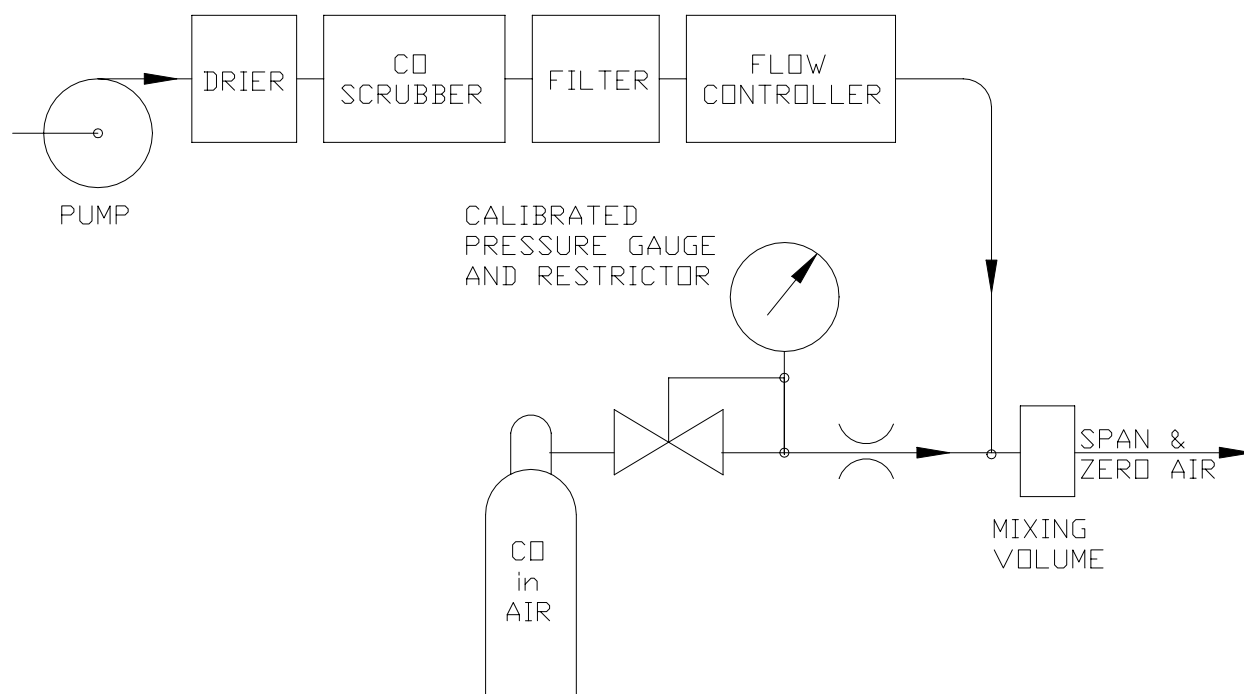 DRIER
CO
SCRUBBER
FILTER
FLOW
CONTROLLER
PUMP
CALIBRATED
PRESSURE GAUGE
AND RESTRICTOR
SPAN &
ZERO AIR
MIXING
VOLUME
CO
in
AIR